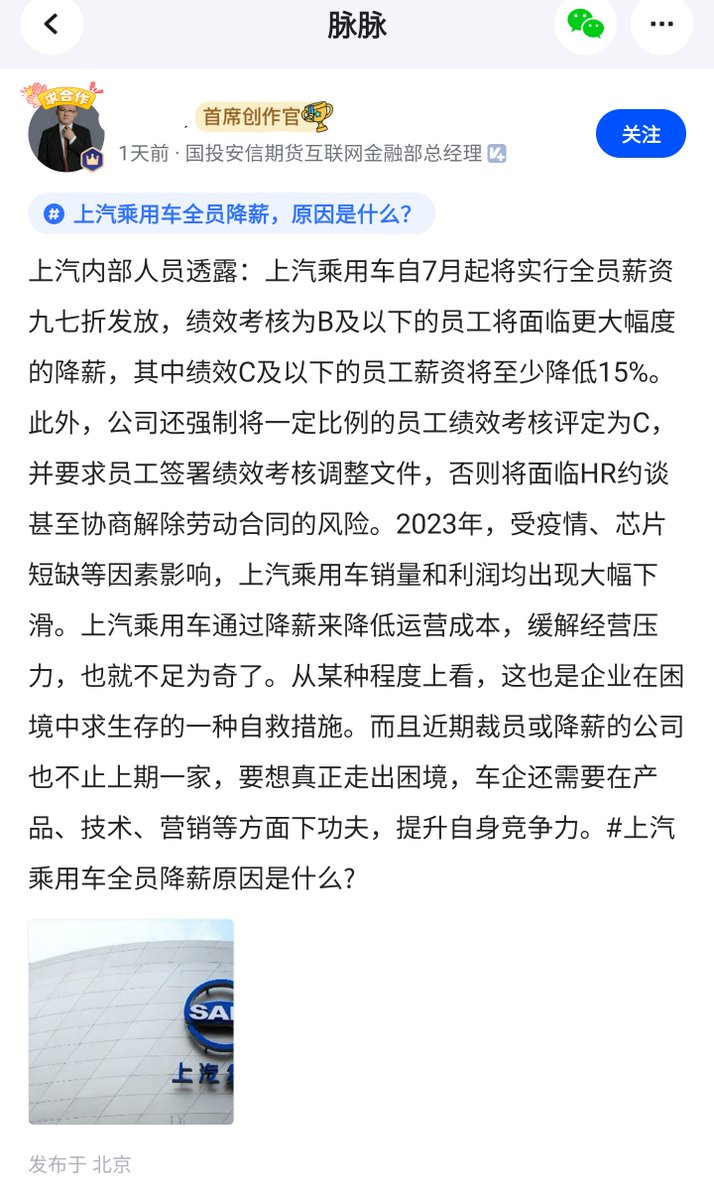 脉脉
求合作
首席创作官
1天前 · 国投安信期货互联网金融部总经理
关注
# 上汽乘用车全员降薪，原因是什么？
上汽内部人员透露：上汽乘用车自7月起将实行全员薪资
九七折发放，绩效考核为B及以下的员工将面临更大幅度
的降薪，其中绩效C及以下的员工薪资将至少降低15%。
此外，公司还强制将一定比例的员工绩效考核评定为C，
并要求员工签署绩效考核调整文件，否则将面临HR约谈
甚至协商解除劳动合同的风险。2023年，受疫情、芯片
短缺等因素影响，上汽乘用车销量和利润均出现大幅下
滑。上汽乘用车通过降薪来降低运营成本，缓解经营压
力，也就不足为奇了。从某种程度上看，这也是企业在困
境中求生存的一种自救措施。而且近期裁员或降薪的公司
也不止上期一家，要想真正走出困境，车企还需要在产
品、技术、营销等方面下功夫，提升自身竞争力。#上汽
乘用车全员降薪原因是什么?
SAI
上汽
发布于 北京